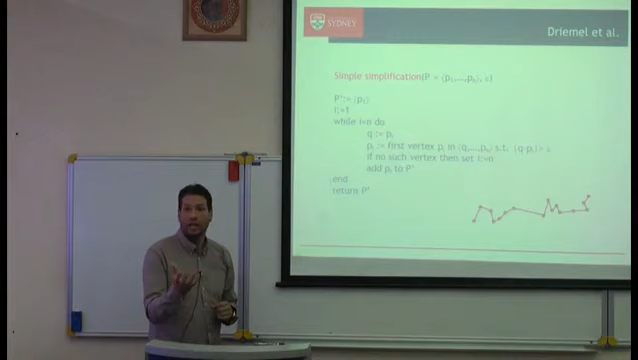 SYDNEY
Driemel et al.
Simple simplification(P = ⟨p₁,...,pₙ⟩, ε)
P' := ⟨p₁⟩
i:=1
while i<n do
q := pᵢ
pᵢ := first vertex pᵢ in ⟨q,...,pₙ⟩ s.t. |q-pᵢ|> ε
if no such vertex then set i:=n
add pᵢ to P'
end
return P'